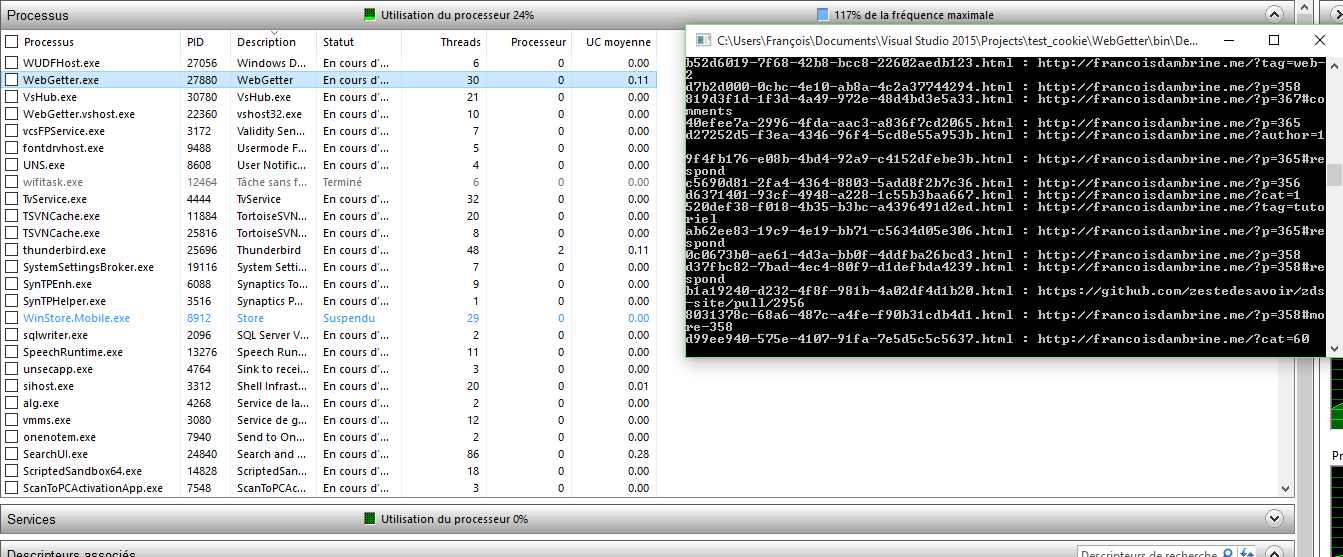 Processus Utilisation du processeur 24% 117% de la fréquence maximale
Processus PID Description Statut Threads Processeur UC moyenne
WUDFHost.exe 27056 Windows D... En cours d'... 6 0 0.00
WebGetter.exe 27880 WebGetter En cours d'... 30 0 0.11
VsHub.exe 30780 VsHub.exe En cours d'... 21 0 0.00
WebGetter.vshost.exe 22360 vshost32.exe En cours d'... 10 0 0.00
vcsFPService.exe 3172 Validity Sen... En cours d'... 7 0 0.00
fontdrvhost.exe 9488 Usermode F... En cours d'... 5 0 0.00
UNS.exe 8608 User Notific... En cours d'... 4 0 0.00
wifitask.exe 12464 Tâche sans f... Terminé 6 0 0.00
TvService.exe 4444 TvService En cours d'... 32 0 0.00
TSVNCache.exe 11884 TortoiseSVN... En cours d'... 20 0 0.00
TSVNCache.exe 25816 TortoiseSVN... En cours d'... 8 0 0.00
thunderbird.exe 25696 Thunderbird En cours d'... 48 2 0.11
SystemSettingsBroker.exe 19116 System Setti... En cours d'... 7 0 0.00
SynTPEnh.exe 6088 Synaptics To... En cours d'... 9 0 0.00
SynTPHelper.exe 3516 Synaptics P... En cours d'... 1 0 0.00
WinStore.Mobile.exe 8912 Store Suspendu 29 0 0.00
sqlwriter.exe 2096 SQL Server V... En cours d'... 2 0 0.00
SpeechRuntime.exe 13276 Speech Run... En cours d'... 11 0 0.00
unsecapp.exe 4764 Sink to recei... En cours d'... 3 0 0.00
sihost.exe 3312 Shell Infrast... En cours d'... 20 0 0.01
alg.exe 4268 Service de la... En cours d'... 2 0 0.00
vmms.exe 3080 Service de g... En cours d'... 12 0 0.00
onenotem.exe 7940 Send to On... En cours d'... 2 0 0.00
SearchUI.exe 24840 Search and ... En cours d'... 86 0 0.28
ScriptedSandbox64.exe 14828 ScriptedSan... En cours d'... 18 0 0.00
ScanToPCActivationApp.exe 7548 ScanToPCAc... En cours d'... 3 0 0.00
Services Utilisation du processeur 0%
Descripteurs associés Descripteurs de recherche
C:\Users\François\Documents\Visual Studio 2015\Projects\test_cookie\WebGetter\bin\De...
b52d6019-7f68-42b8-bcc8-22602aedb123.html : http://francoisdambrine.me/?tag=web-
2
d7b2d000-0cbc-4e10-ab8a-4c2a37744294.html : http://francoisdambrine.me/?p=358
819d3f1d-1f3d-4a49-972e-48d4bd3e5a33.html : http://francoisdambrine.me/?p=367#co
mments
40efee7a-2996-4fda-aac3-a836f7cd2065.html : http://francoisdambrine.me/?p=365
d27252d5-f3ea-4346-96f4-5cd8e55a953b.html : http://francoisdambrine.me/?author=1
9f4fb176-e08b-4bd4-92a9-c4152dfebe3b.html : http://francoisdambrine.me/?p=365#re
spond
c5690d81-2fa4-4364-8803-5add8f2b7c36.html : http://francoisdambrine.me/?p=356
d6371401-93cf-4948-a228-1c55b3baa667.html : http://francoisdambrine.me/?cat=1
520def38-f018-4b35-b3bc-a4396491d2ed.html : http://francoisdambrine.me/?tag=tuto
riel
ab62ee83-19c9-4e19-bb71-c5634d05e306.html : http://francoisdambrine.me/?p=365#re
spond
0c0673b0-ae61-4d3a-bb0f-4ddfba26bcd3.html : http://francoisdambrine.me/?p=358
d37fbc82-7bad-4ec4-80f9-d1defbda4239.html : http://francoisdambrine.me/?p=358#re
spond
b1a19240-d232-4f8f-981b-4a02df4d1b20.html : https://github.com/zestedesavoir/zds
-site/pull/2956
8031378c-68a6-487c-a4fe-f90b31cdb4d1.html : http://francoisdambrine.me/?p=358#mo
re-358
d99ee940-575e-4107-91fa-7e5d5c5c5637.html : http://francoisdambrine.me/?cat=60